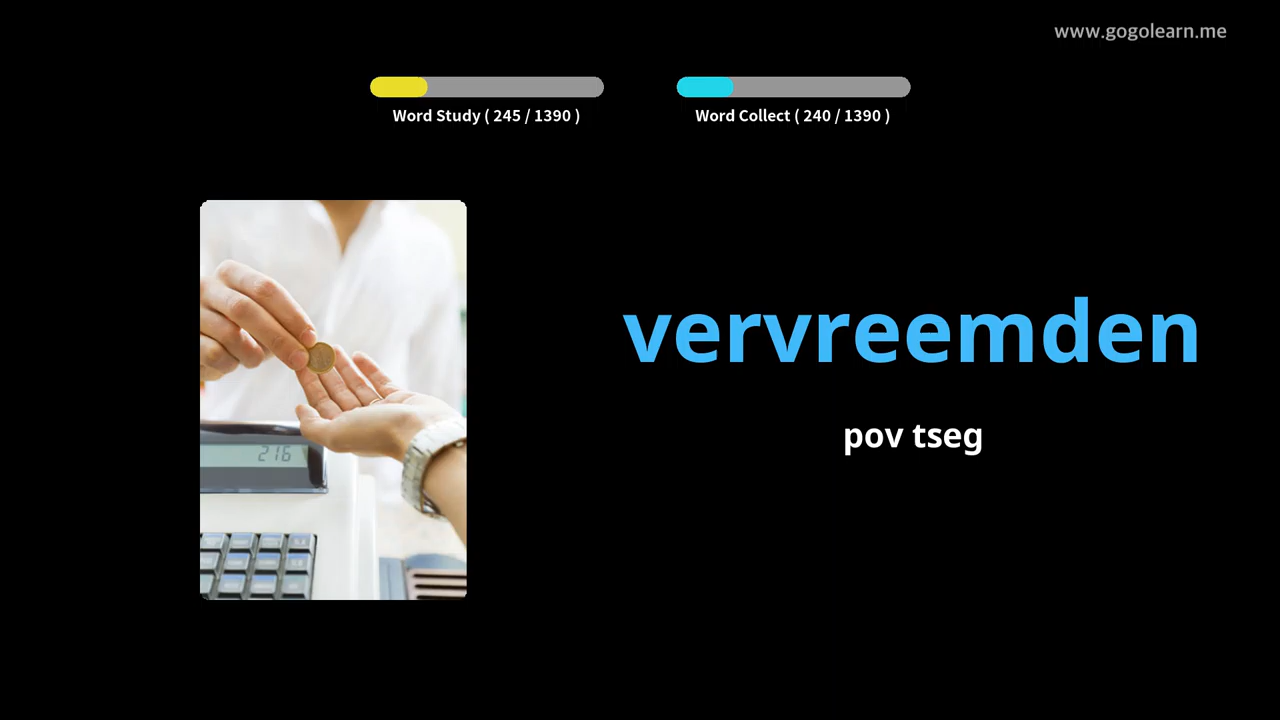 www.gogolearn.me
Word Study ( 245 / 1390 )
Word Collect ( 240 / 1390 )
vervreemden
pov tseg
216